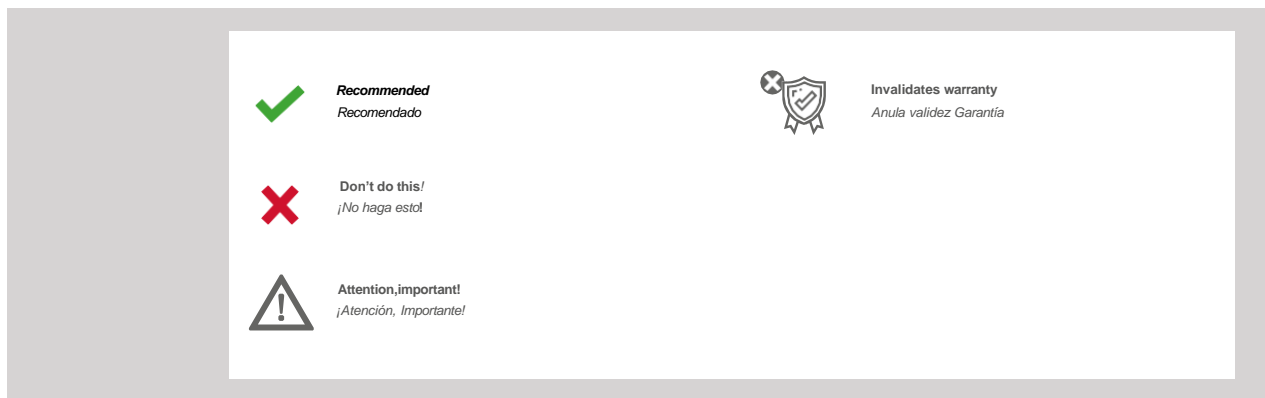 Recommended
Recomendado
Invalidates warranty
Anula validez Garantía
Don’t do this!
¡No haga esto!
Attention,important!
¡Atención, Importante!